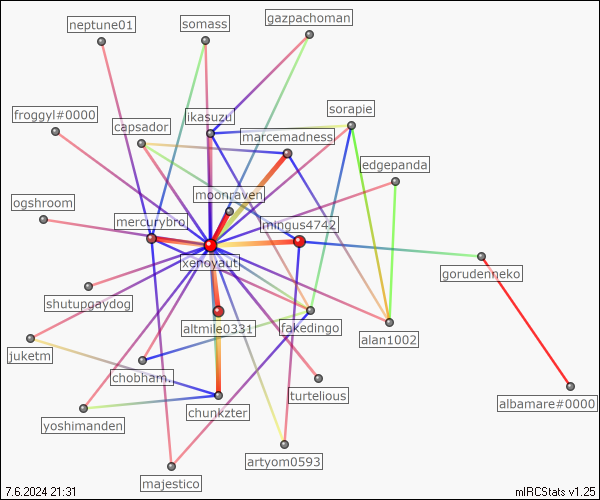 gazpachoman
neptune01
somass
froggyl#0000
capsador
ikasuzu
sorapie
marcemadness
edgepanda
moonraven
ogshroom
mercurybro
mingus4742
xenoyaut
gorudenneko
shutupgaydog
altmile0331
fakedingo
alan1002
juketm
chobham.
turtelious
albamare#0000
yoshimanden
chunkzter
artyom0593
majestico
7.6.2024 21:31
mIRCStats v1.25